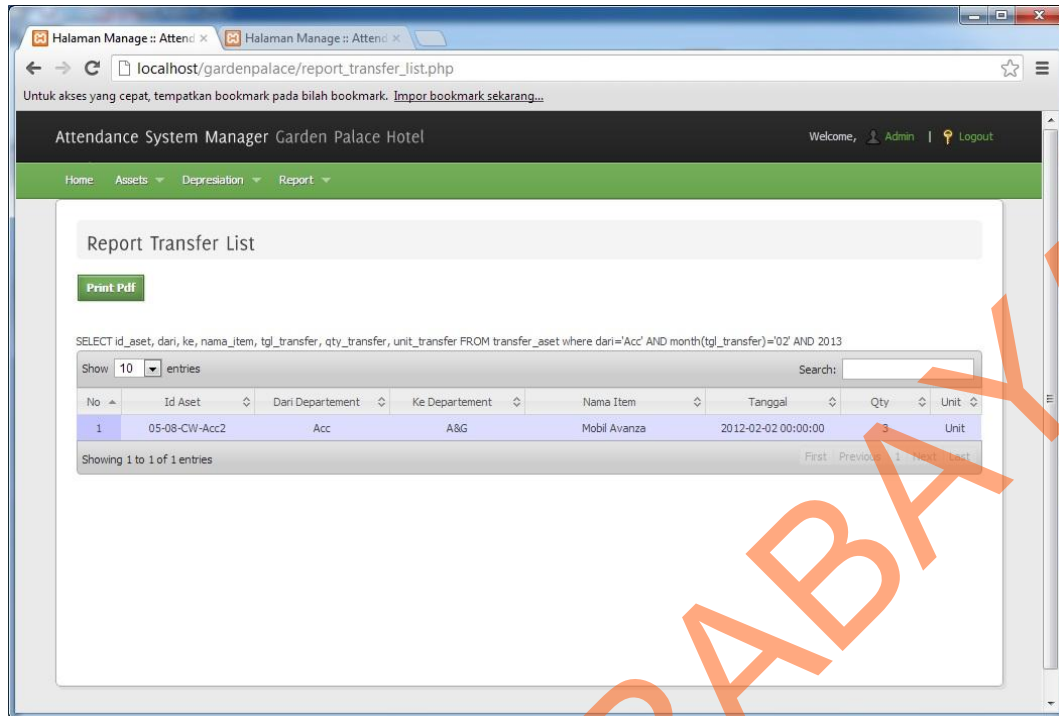 Halaman Manage :: Attend × Halaman Manage :: Attend ×
localhost/gardenpalace/report_transfer_list.php
Untuk akses yang cepat, tempatkan bookmark pada bilah bookmark. Impor bookmark sekarang...
Attendance System Manager Garden Palace Hotel Welcome, Admin | Logout
Home Assets Depresiation Report
Report Transfer List
Print Pdf
SELECT id_aset, dari, ke, nama_item, tgl_transfer, qty_transfer, unit_transfer FROM transfer_aset where dari='Acc' AND month(tgl_transfer)='02' AND 2013
Show 10 entries Search:
No Id Aset Dari Departement Ke Departement Nama Item Tanggal Qty Unit
1 05-08-CW-Acc2 Acc A&G Mobil Avanza 2012-02-02 00:00:00 3 Unit
Showing 1 to 1 of 1 entries First Previous 1 Next Last
ABAY